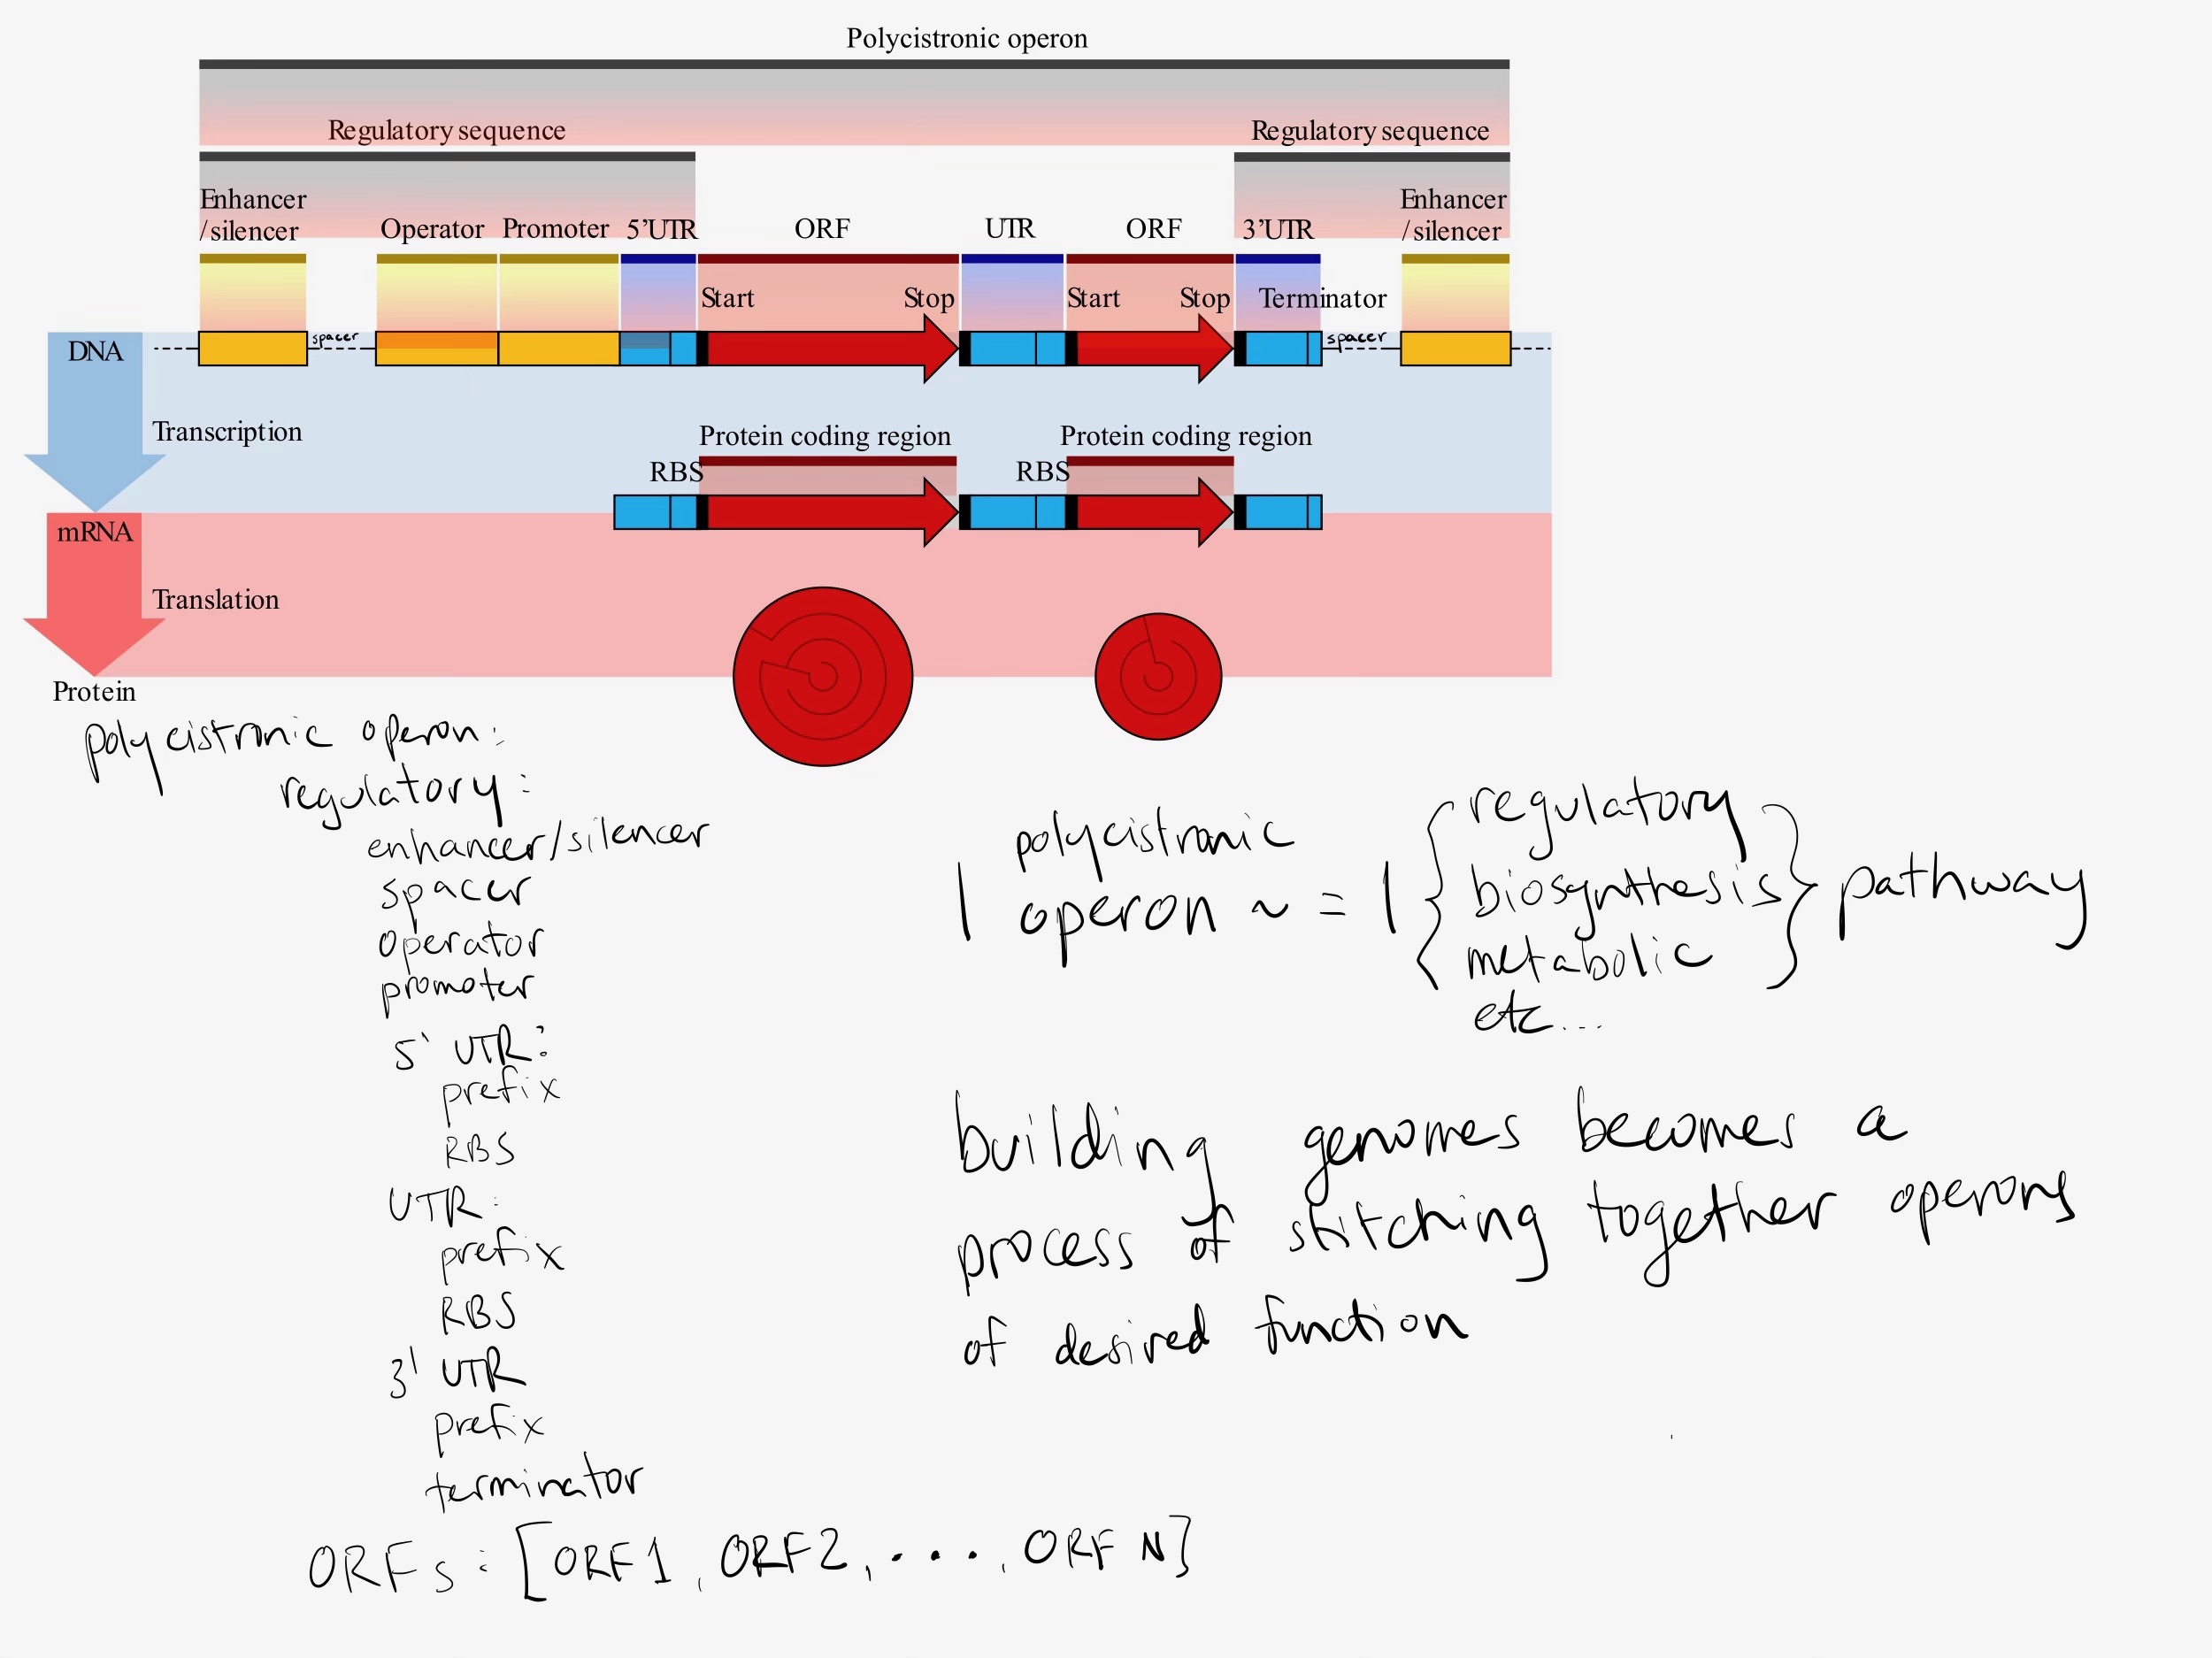 Polycistronic operon
Regulatory sequence
Regulatory sequence
Enhancer
/silencer
Operator
Promoter
5’UTR
ORF
UTR
ORF
3’UTR
Enhancer
/silencer
Start
Stop
Start
Stop
Terminator
DNA
spacer
spacer
Transcription
Protein coding region
Protein coding region
RBS
RBS
mRNA
Translation
Protein
polycistronic operon:
regulatory:
enhancer/silencer
spacer
operator
promoter
5' UTR:
prefix
RBS
UTR:
prefix
RBS
3' UTR
prefix
terminator
ORFs: [ORF1, ORF2, ...., ORF N]
polycistronic
1 operon ~ = 1 { regulatory
biosynthesis } pathway
metabolic
etc...
building genomes becomes a
process of stitching together operons
of desired function